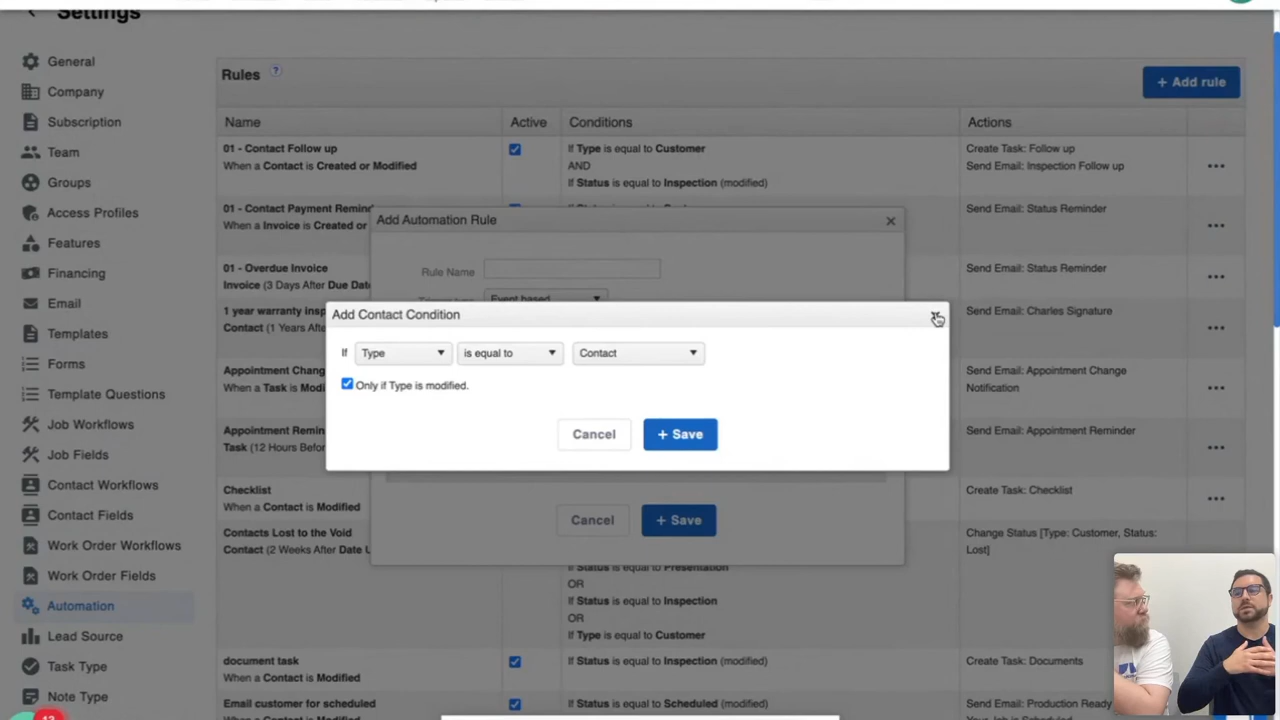 Settings
General
Company
Subscription
Team
Groups
Access Profiles
Features
Financing
Email
Templates
Forms
Template Questions
Job Workflows
Job Fields
Contact Workflows
Contact Fields
Work Order Workflows
Work Order Fields
Automation
Lead Source
Task Type
Note Type
13
Rules ?
+ Add rule
Name Active Conditions Actions
01 - Contact Follow up
When a Contact is Created or Modified
If Type is equal to Customer
AND
If Status is equal to Inspection (modified)
Create Task: Follow up
Send Email: Inspection Follow up
01 - Contact Payment Remind
When a Invoice is Created or
Send Email: Status Reminder
01 - Overdue Invoice
Invoice (3 Days After Due Date
Send Email: Status Reminder
1 year warranty insp
Contact (1 Years Afte
Send Email: Charles Signature
Appointment Chang
When a Task is Modi
Send Email: Appointment Change
Notification
Appointment Remin
Task (12 Hours Before
Send Email: Appointment Reminder
Checklist
When a Contact is Modified
Create Task: Checklist
Contacts Lost to the Void
Contact (2 Weeks After Date U
If Status is equal to Presentation
OR
If Status is equal to Inspection
OR
If Type is equal to Customer
Change Status [Type: Customer, Status:
Lost]
document task
When a Contact is Modified
If Status is equal to Inspection (modified)
Create Task: Documents
Email customer for scheduled
If Status is equal to Scheduled (modified)
Send Email: Production Ready
Add Automation Rule
Rule Name
Event based
Cancel
+ Save
Add Contact Condition
If Type is equal to Contact
Only if Type is modified.
Cancel
+ Save